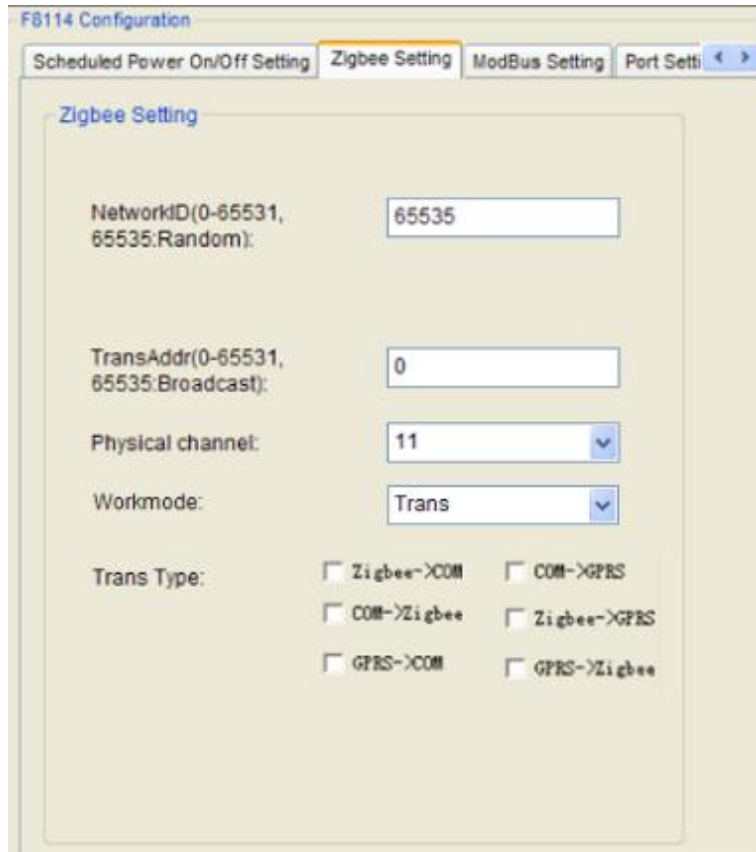 F8114 Configuration
Scheduled Power On/Off Setting Zigbee Setting ModBus Setting Port Setti
Zigbee Setting
NetworkID(0-65531, 65535
65535:Random):
TransAddr(0-65531, 0
65535:Broadcast):
Physical channel: 11
Workmode: Trans
Trans Type: Zigbee->COM COM->GPRS
COM->Zigbee Zigbee->GPRS
GPRS->COM GPRS->Zigbee